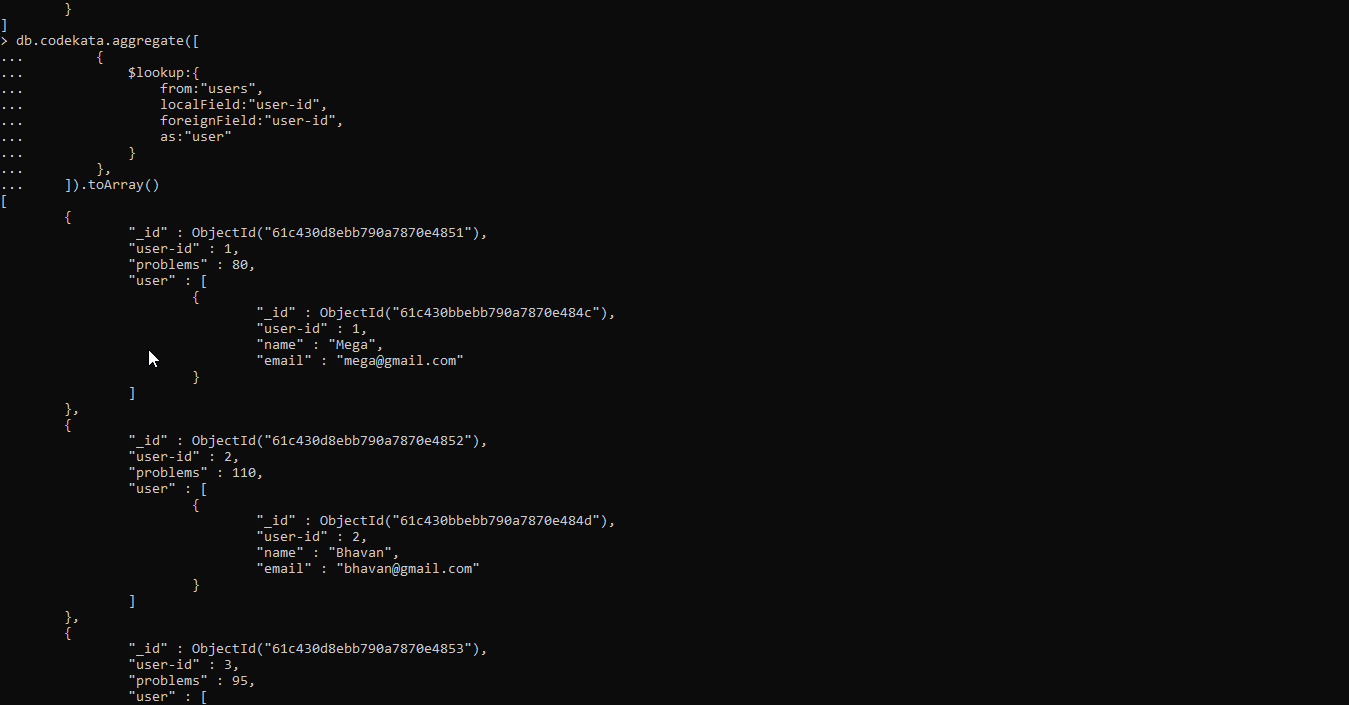 }
]
> db.codekata.aggregate([
...         {
...             $lookup:{
...                 from:"users",
...                 localField:"user-id",
...                 foreignField:"user-id",
...                 as:"user"
...             }
...         },
...     ]).toArray()
[
        {
                "_id" : ObjectId("61c430d8ebb790a7870e4851"),
                "user-id" : 1,
                "problems" : 80,
                "user" : [
                        {
                                "_id" : ObjectId("61c430bbebb790a7870e484c"),
                                "user-id" : 1,
                                "name" : "Mega",
                                "email" : "mega@gmail.com"
                        }
                ]
        },
        {
                "_id" : ObjectId("61c430d8ebb790a7870e4852"),
                "user-id" : 2,
                "problems" : 110,
                "user" : [
                        {
                                "_id" : ObjectId("61c430bbebb790a7870e484d"),
                                "user-id" : 2,
                                "name" : "Bhavan",
                                "email" : "bhavan@gmail.com"
                        }
                ]
        },
        {
                "_id" : ObjectId("61c430d8ebb790a7870e4853"),
                "user-id" : 3,
                "problems" : 95,
                "user" : [